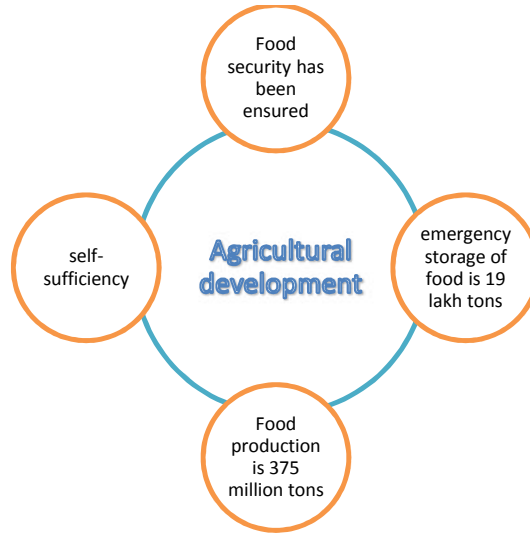 Food
security has
been
ensured
Agricultural
development
emergency
storage of
food is 19
lakh tons
Food
production
is 375
million tons
self-
sufficiency